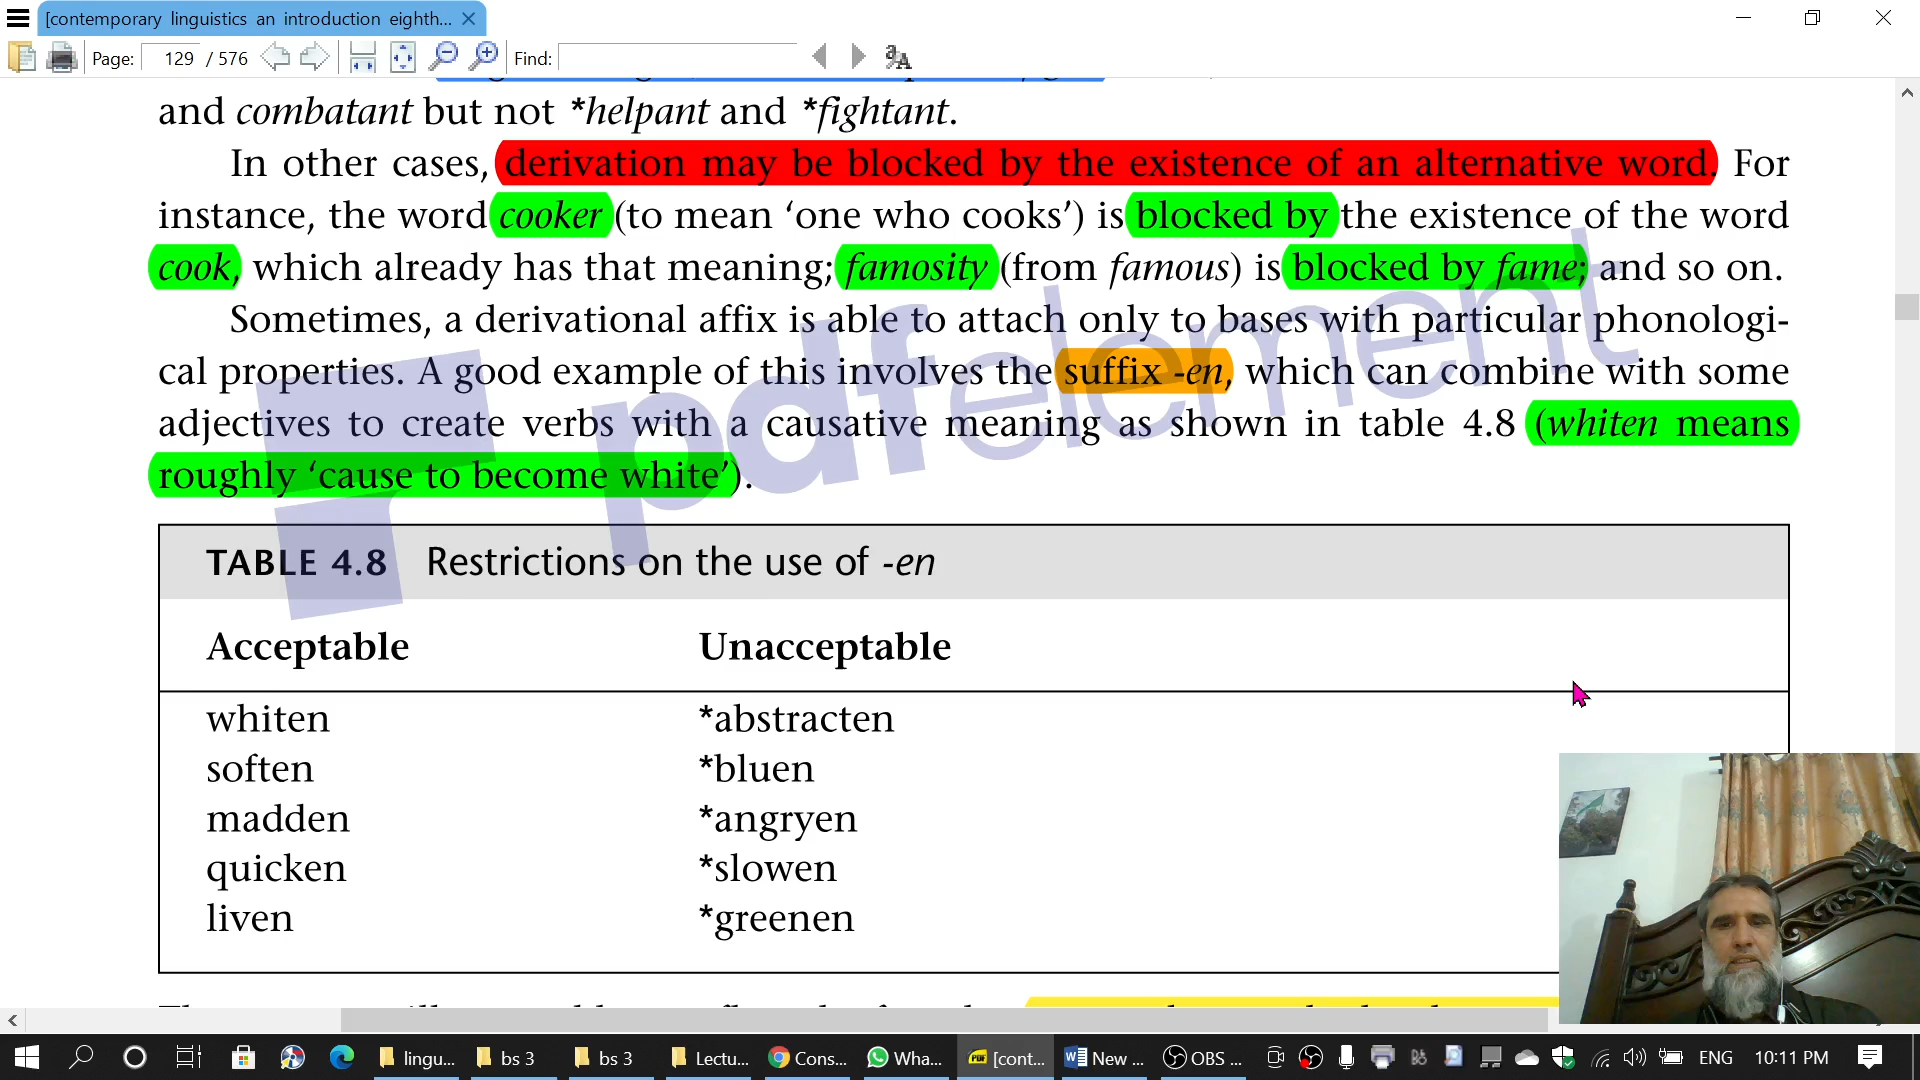 [contemporary linguistics an introduction eighth...
Page: 129 / 576 Find:
and combatant but not *helpant and *fightant.
In other cases, derivation may be blocked by the existence of an alternative word. For
instance, the word cooker (to mean ‘one who cooks’) is blocked by the existence of the word
cook, which already has that meaning; famosity (from famous) is blocked by fame; and so on.
Sometimes, a derivational affix is able to attach only to bases with particular phonologi-
cal properties. A good example of this involves the suffix -en, which can combine with some
adjectives to create verbs with a causative meaning as shown in table 4.8 (whiten means
roughly ‘cause to become white’).
pdfelement
TABLE 4.8 Restrictions on the use of -en
Acceptable Unacceptable
whiten *abstracten
soften *bluen
madden *angryen
quicken *slowen
liven *greenen
lingu... bs 3 bs 3 Lectu... Cons... Wha... [cont... New ... OBS ... ENG 10:11 PM